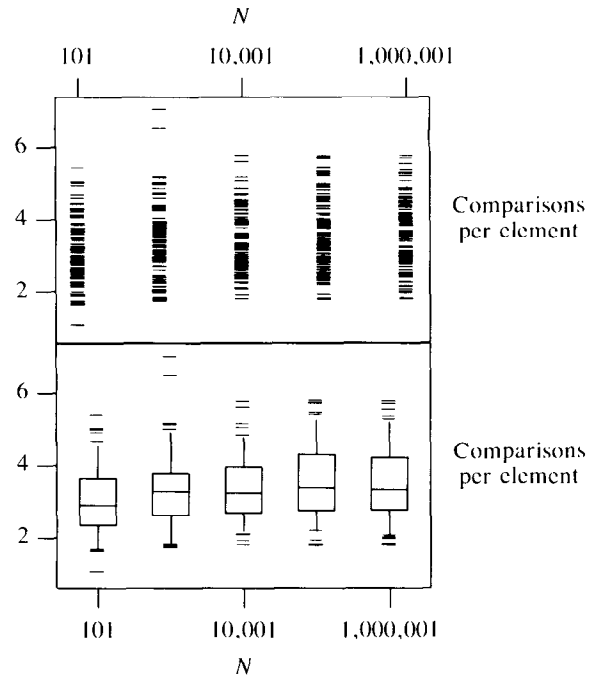 N
101 10,001 1,000,001
6
4
2
Comparisons
per element
6
4
2
Comparisons
per element
101 10,001 1,000,001
N